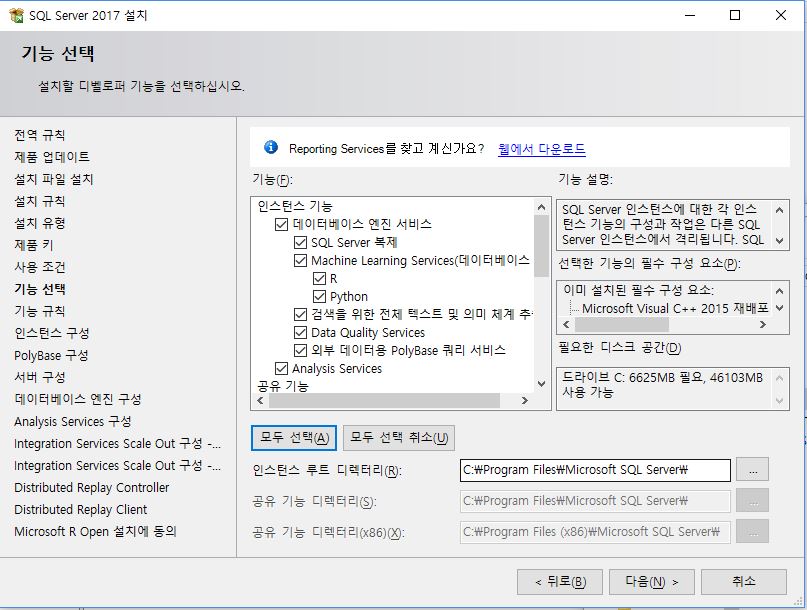 SQL Server 2017 설치
기능 선택
설치할 디벨로퍼 기능을 선택하십시오.
전역 규칙
제품 업데이트
설치 파일 설치
설치 규칙
설치 유형
제품 키
사용 조건
기능 선택
기능 규칙
인스턴스 구성
PolyBase 구성
서버 구성
데이터베이스 엔진 구성
Analysis Services 구성
Integration Services Scale Out 구성 -...
Integration Services Scale Out 구성 -...
Distributed Replay Controller
Distributed Replay Client
Microsoft R Open 설치에 동의
Reporting Services를 찾고 계신가요? 웹에서 다운로드
기능(F):
인스턴스 기능
데이터베이스 엔진 서비스
SQL Server 복제
Machine Learning Services(데이터베이스
R
Python
검색을 위한 전체 텍스트 및 의미 체계 추
Data Quality Services
외부 데이터용 PolyBase 쿼리 서비스
Analysis Services
공유 기능
기능 설명:
SQL Server 인스턴스에 대한 각 인스
턴스 기능의 구성과 작업은 다른 SQL
Server 인스턴스에서 격리됩니다. SQL
선택한 기능의 필수 구성 요소(P):
이미 설치된 필수 구성 요소:
Microsoft Visual C++ 2015 재배포
필요한 디스크 공간(D)
드라이브 C: 6625MB 필요, 46103MB
사용 가능
모두 선택(A) 모두 선택 취소(U)
인스턴스 루트 디렉터리(R): C:₩Program Files₩Microsoft SQL Server₩ ...
공유 기능 디렉터리(S): C:₩Program Files₩Microsoft SQL Server₩ ...
공유 기능 디렉터리(x86)(X): C:₩Program Files (x86)₩Microsoft SQL Server₩ ...
< 뒤로(B) 다음(N) > 취소